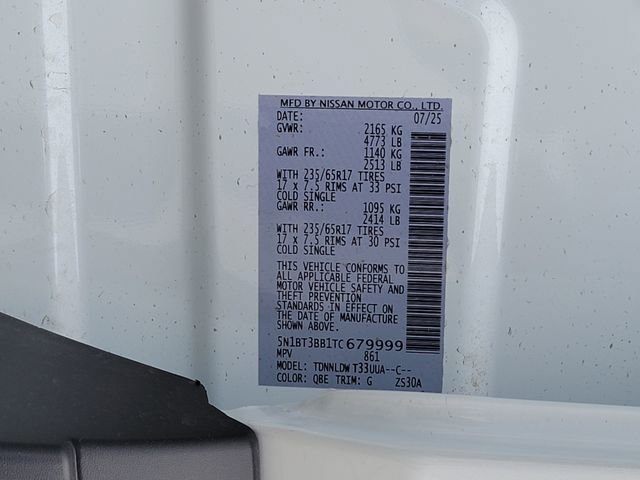 MFD BY NISSAN MOTOR CO., LTD.
DATE: 07/25
GVWR: 2165 KG
4773 LB
GAWR FR.: 1140 KG
2513 LB
WITH 235/65R17 TIRES
17 x 7.5 RIMS AT 33 PSI
COLD SINGLE
GAWR RR.: 1095 KG
2414 LB
WITH 235/65R17 TIRES
17 x 7.5 RIMS AT 30 PSI
COLD SINGLE
THIS VEHICLE CONFORMS TO
ALL APPLICABLE FEDERAL
MOTOR VEHICLE SAFETY AND
THEFT PREVENTION
STANDARDS IN EFFECT ON
THE DATE OF MANUFACTURE
SHOWN ABOVE.
5N1BT3BB1TC679999
MPV 861
MODEL: TDNNLDW T33UUA--C--
COLOR: QBE TRIM: G ZS30A